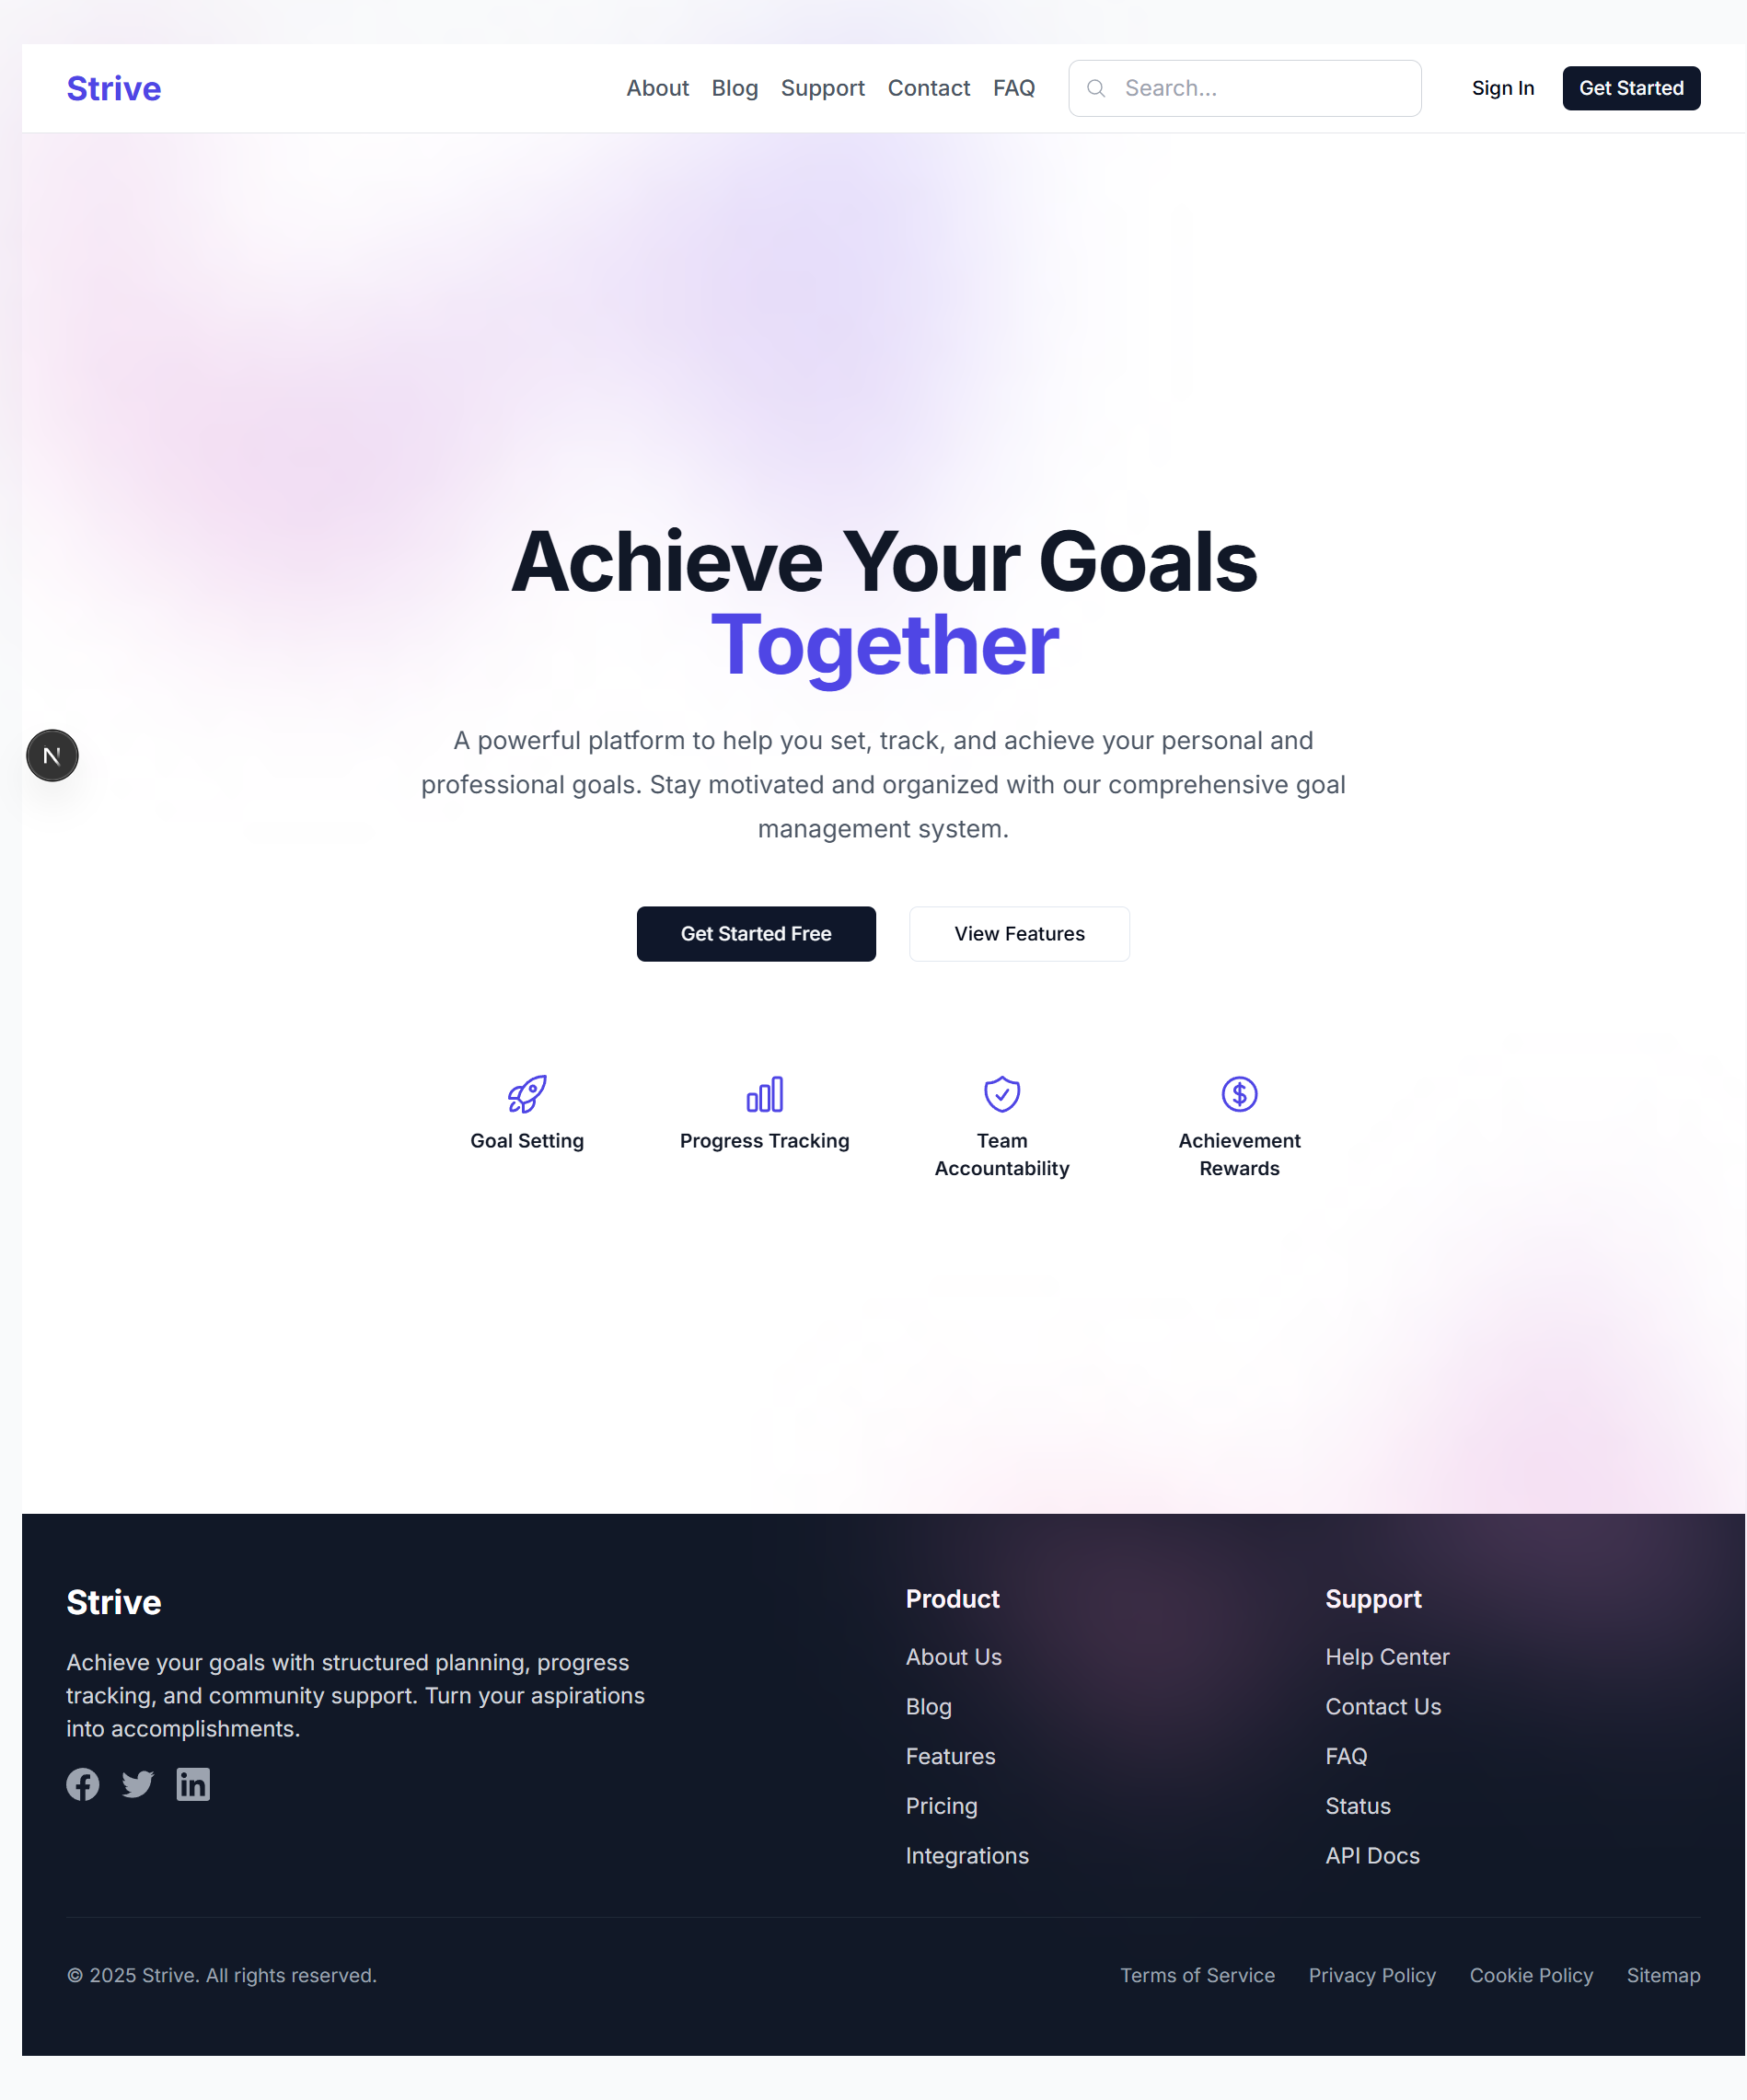 Strive
About Blog Support Contact FAQ Search... Sign In Get Started
Achieve Your Goals
Together
A powerful platform to help you set, track, and achieve your personal and
professional goals. Stay motivated and organized with our comprehensive goal
management system.
Get Started Free
View Features
Goal Setting
Progress Tracking
Team
Accountability
Achievement
Rewards
N
Strive
Achieve your goals with structured planning, progress
tracking, and community support. Turn your aspirations
into accomplishments.
Product
About Us
Blog
Features
Pricing
Integrations
Support
Help Center
Contact Us
FAQ
Status
API Docs
© 2025 Strive. All rights reserved.
Terms of Service Privacy Policy Cookie Policy Sitemap